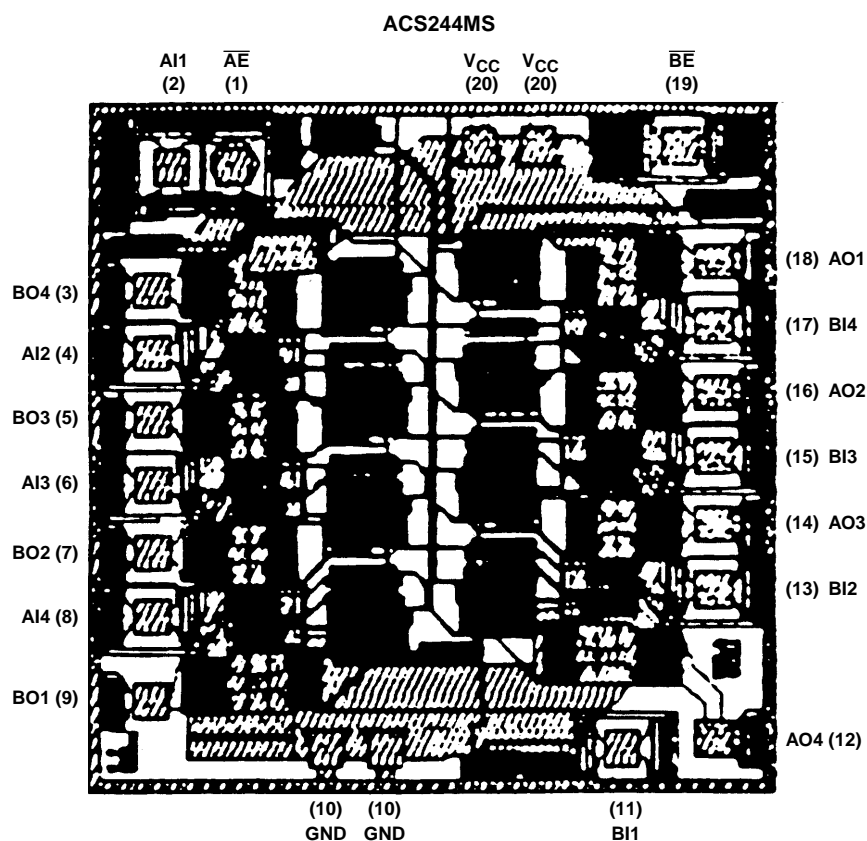 ACS244MS
AI1 (2)
AE (1)
VCC (20)
VCC (20)
BE (19)
BO4 (3)
AI2 (4)
BO3 (5)
AI3 (6)
BO2 (7)
AI4 (8)
BO1 (9)
(18) AO1
(17) BI4
(16) AO2
(15) BI3
(14) AO3
(13) BI2
AO4 (12)
(10) GND
(10) GND
(11) BI1